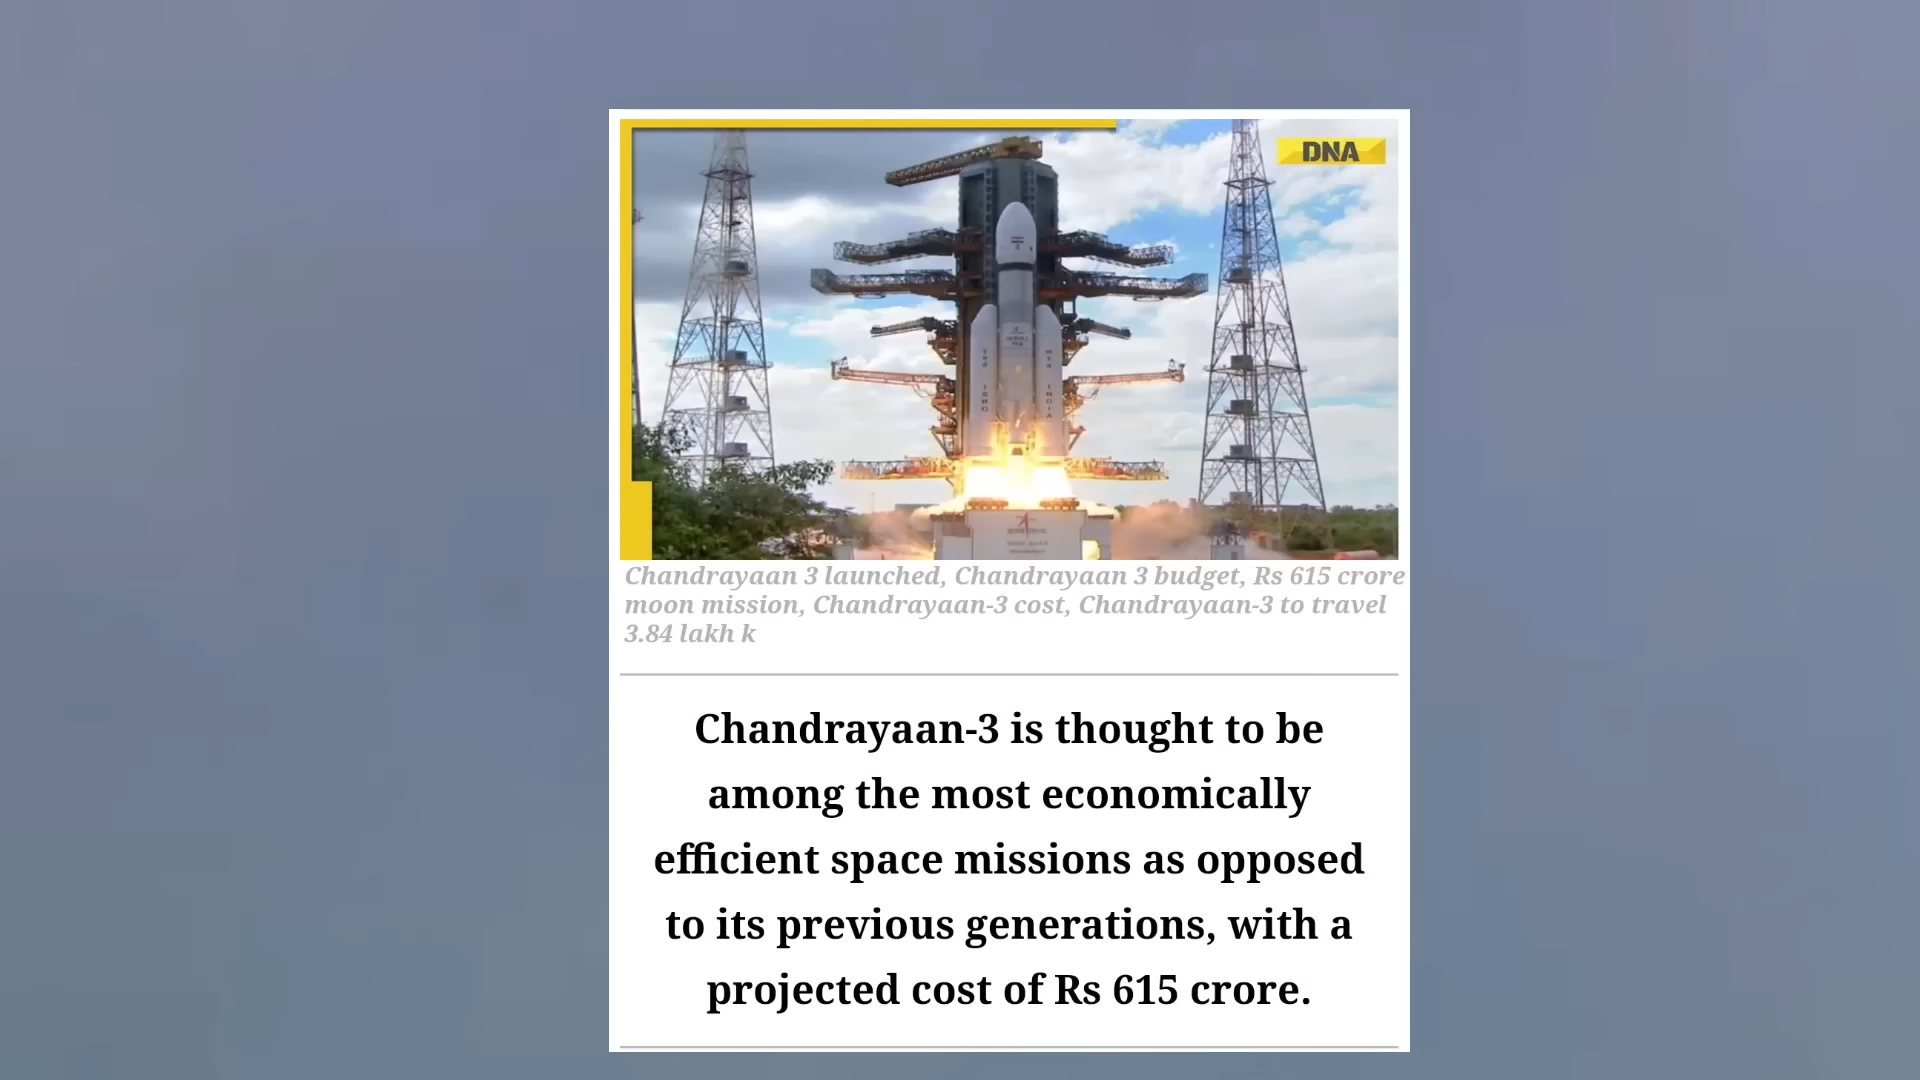 DNA
Chandrayaan 3 launched, Chandrayaan 3 budget, Rs 615 crore
moon mission, Chandrayaan-3 cost, Chandrayaan-3 to travel
3.84 lakh k
Chandrayaan-3 is thought to be
among the most economically
efficient space missions as opposed
to its previous generations, with a
projected cost of Rs 615 crore.